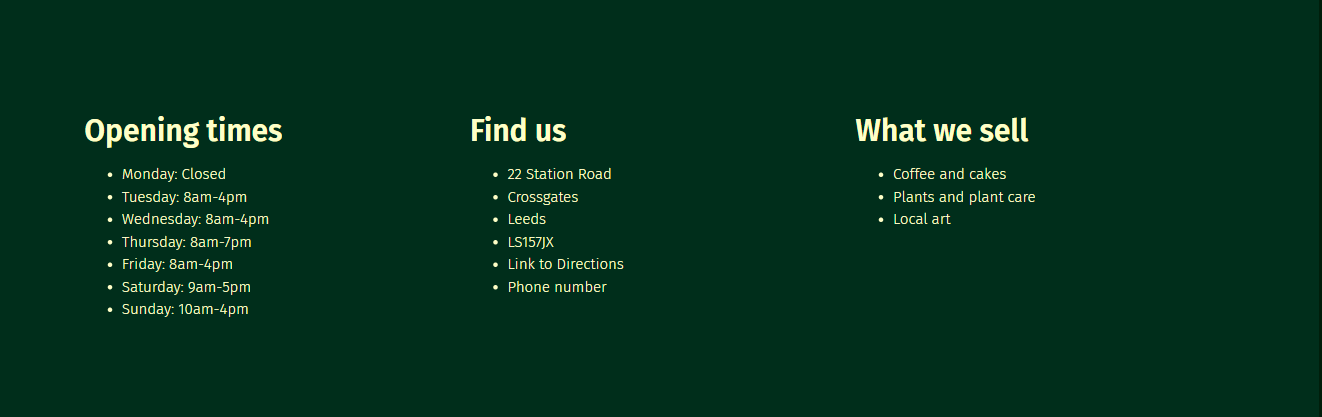 Opening times
Monday: Closed
Tuesday: 8am-4pm
Wednesday: 8am-4pm
Thursday: 8am-7pm
Friday: 8am-4pm
Saturday: 9am-5pm
Sunday: 10am-4pm
Find us
22 Station Road
Crossgates
Leeds
LS157JX
Link to Directions
Phone number
What we sell
Coffee and cakes
Plants and plant care
Local art